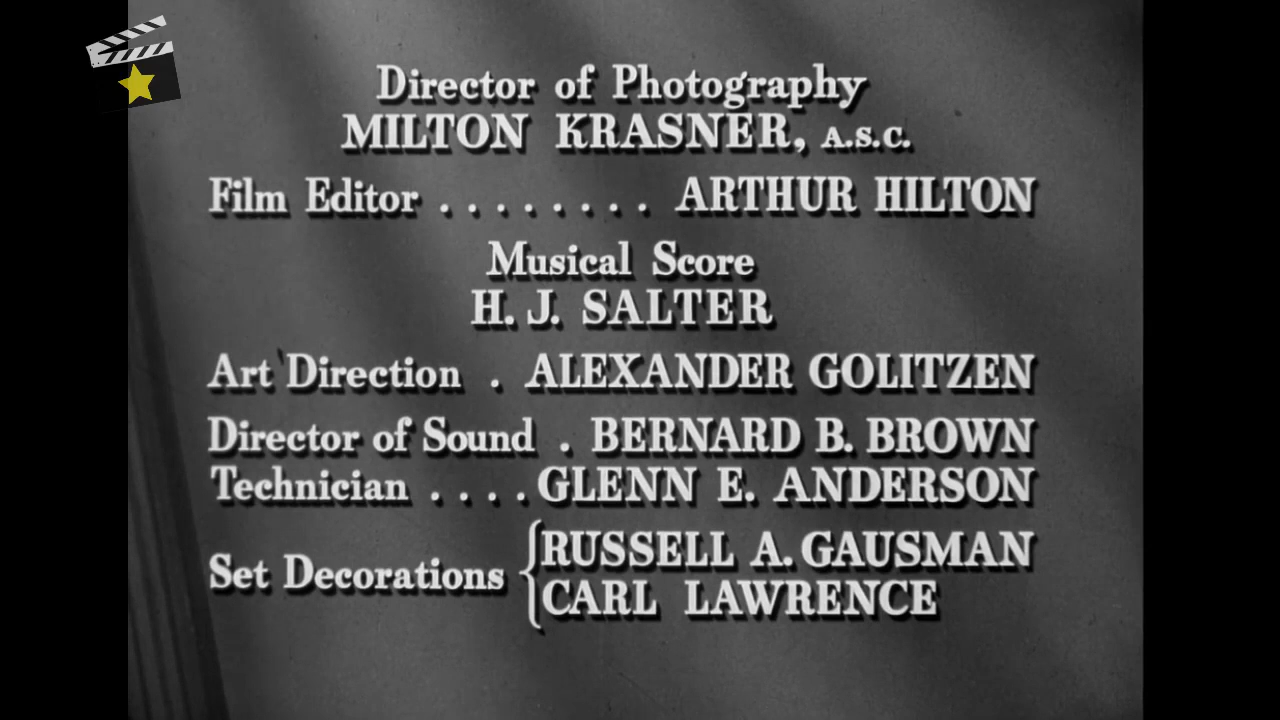 Director of Photography
MILTON KRASNER, A.S.C.
Film Editor . . . . . . . . ARTHUR HILTON
Musical Score
H. J. SALTER
Art Direction . ALEXANDER GOLITZEN
Director of Sound . BERNARD B. BROWN
Technician . . . . GLENN E. ANDERSON
Set Decorations { RUSSELL A. GAUSMAN
CARL LAWRENCE